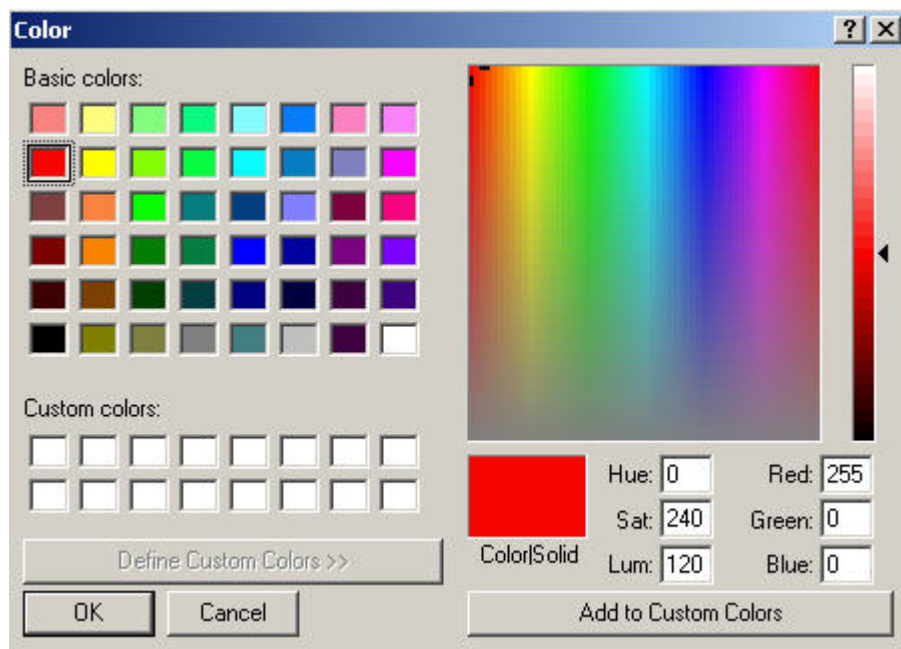 Color
Basic colors:
Custom colors:
Define Custom Colors >>
OK Cancel
Color|Solid
Hue: 0 Red: 255
Sat: 240 Green: 0
Lum: 120 Blue: 0
Add to Custom Colors